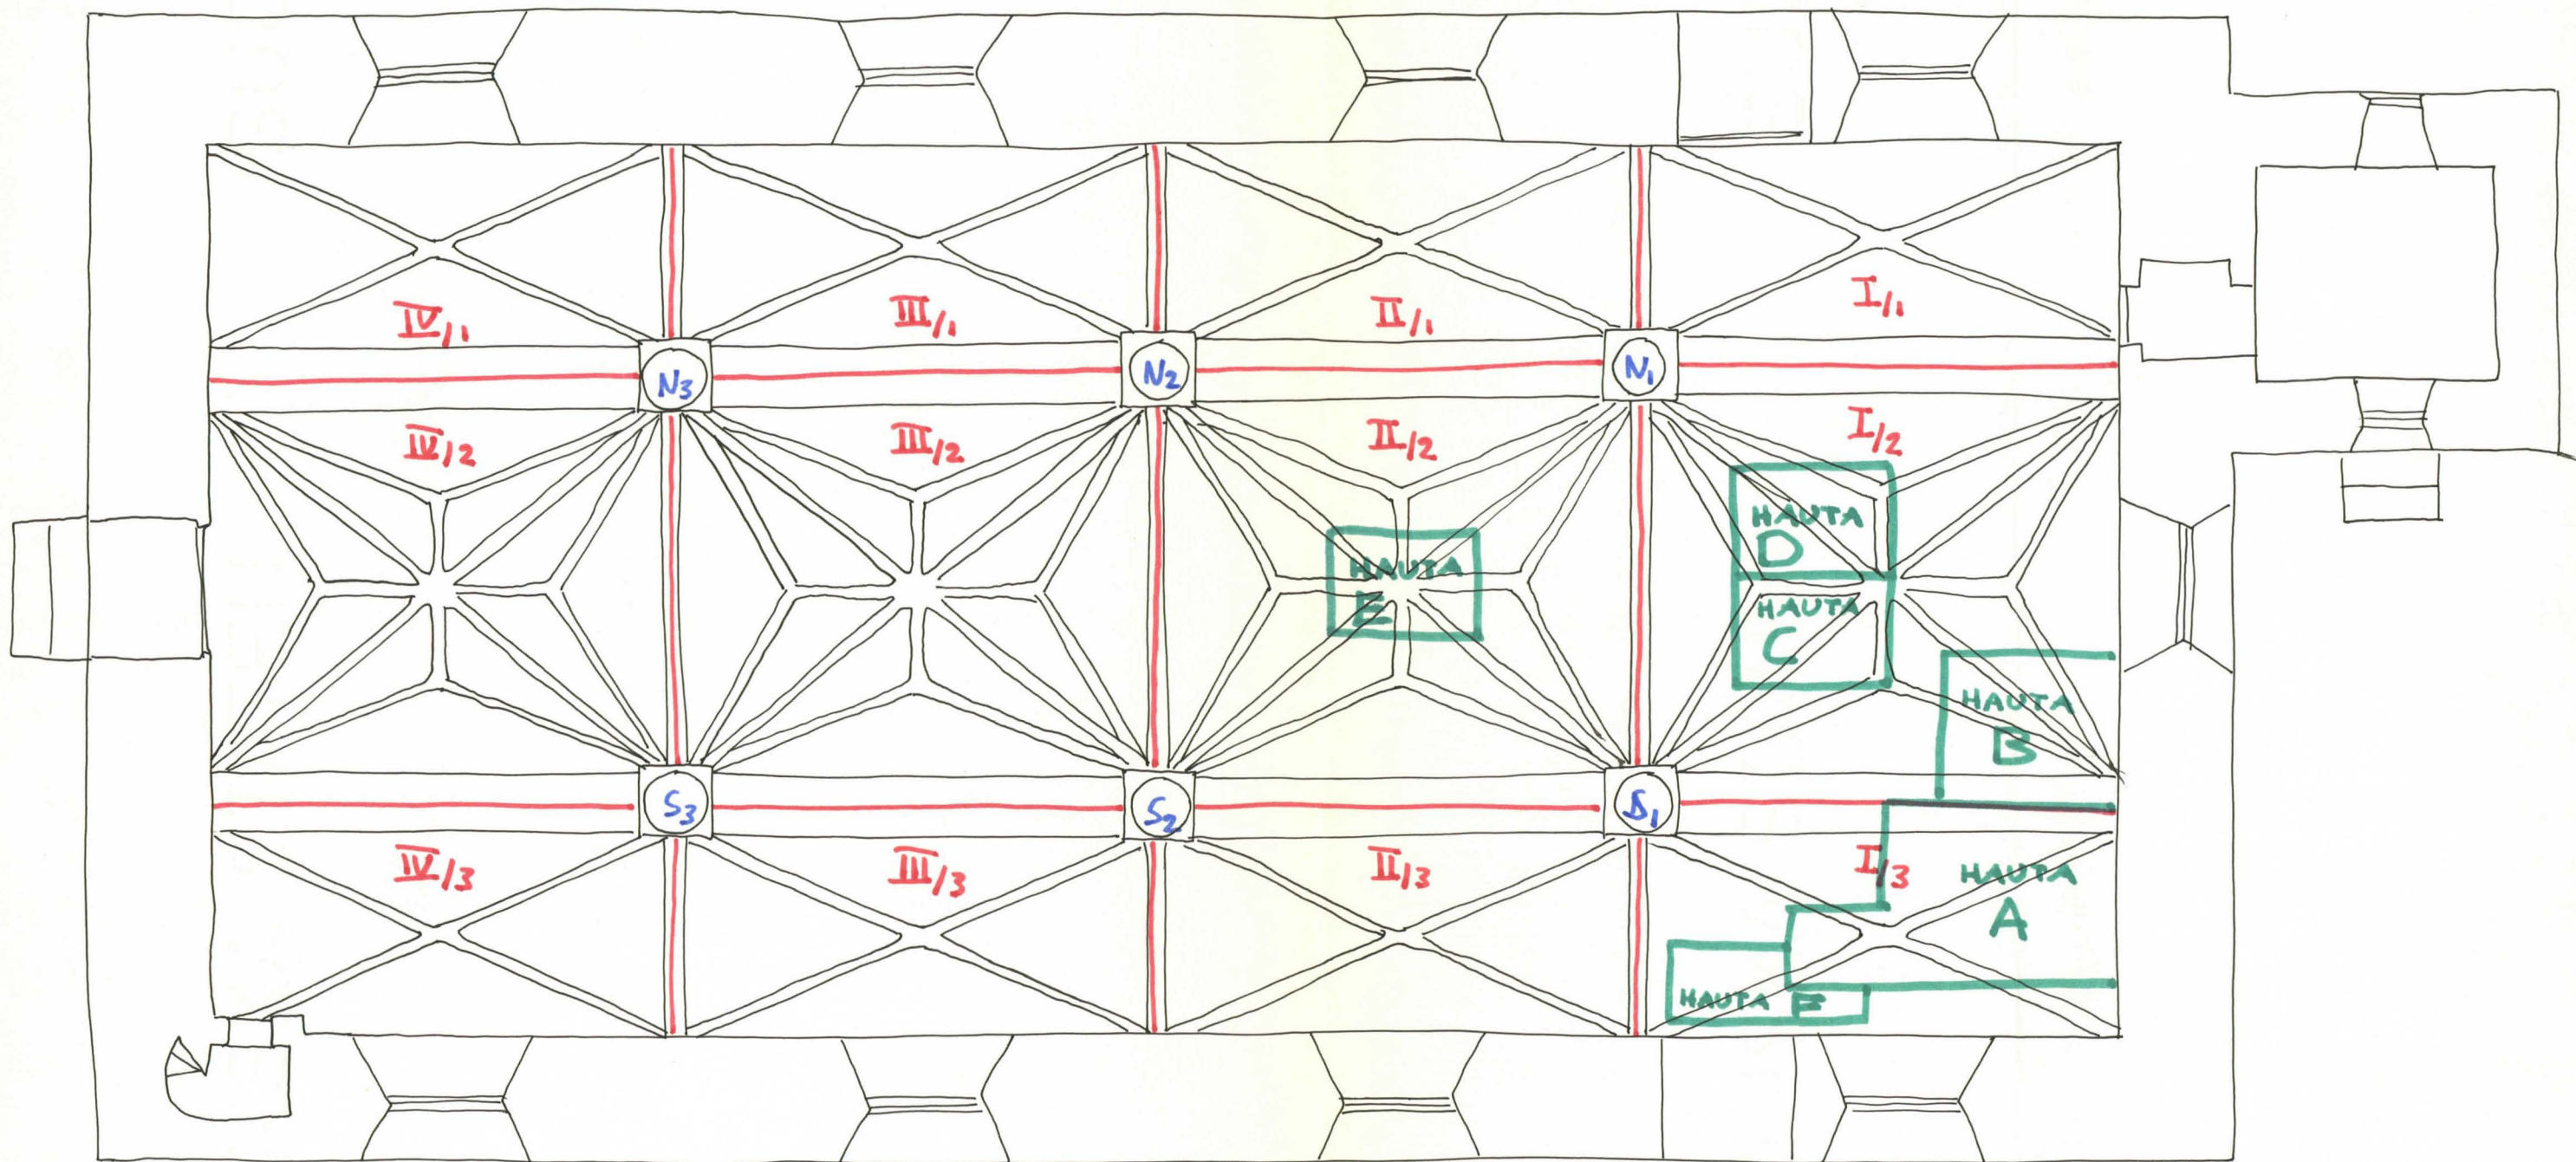 IV/1
III/1
II/1
I/1
N3
N2
N1
IV/2
III/2
II/2
I/2
HAUTA
D
HAUTA
E
HAUTA
C
HAUTA
B
S3
S2
S1
IV/3
III/3
II/3
I/3
HAUTA
A
HAUTA F